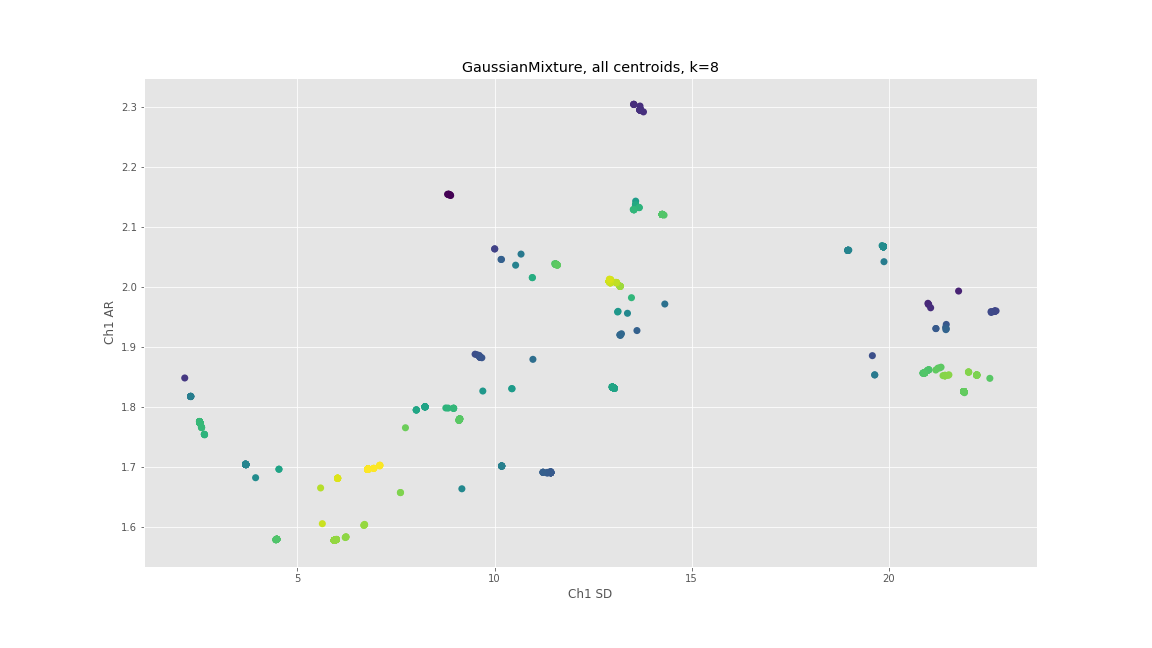 GaussianMixture, all centroids, k=8
2.3
2.2
2.1
2.0
1.9
1.8
1.7
1.6
Ch1 AR
5 10 15 20
Ch1 SD